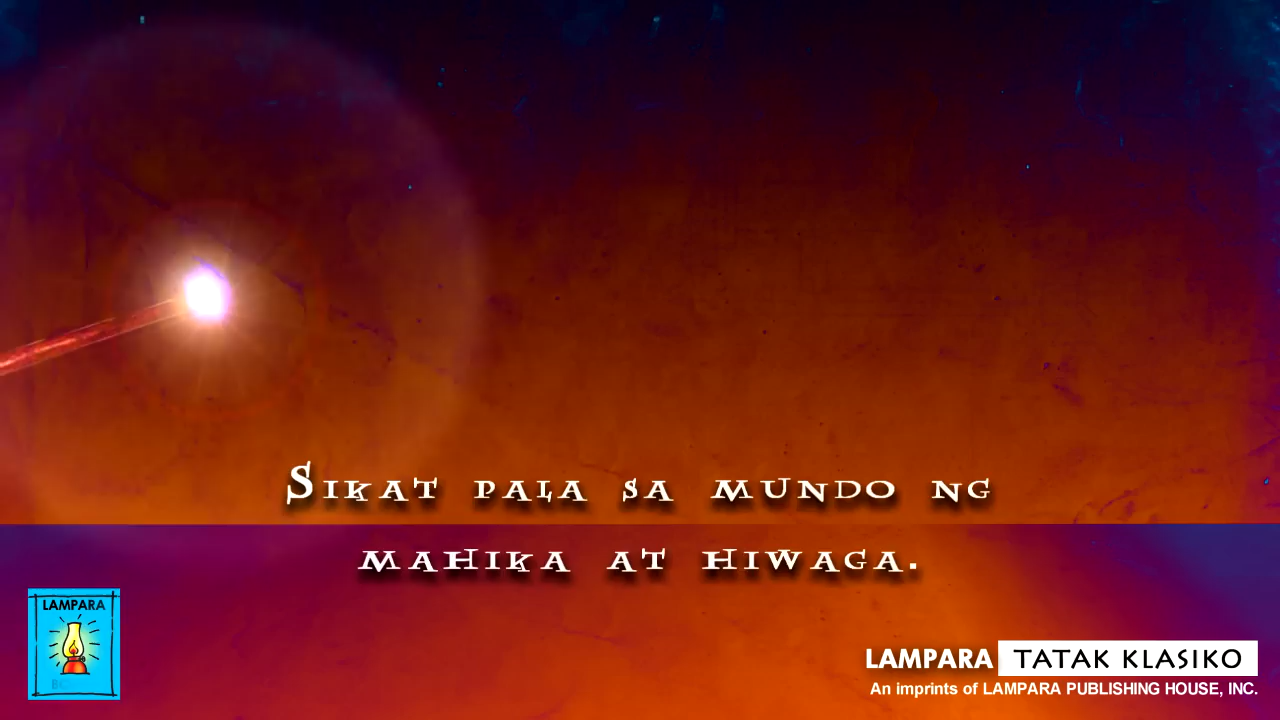 Sikat pala sa mundo ng
mahika at hiwaga.
LAMPARA
LAMPARA TATAK KLASIKO
An imprints of LAMPARA PUBLISHING HOUSE, INC.